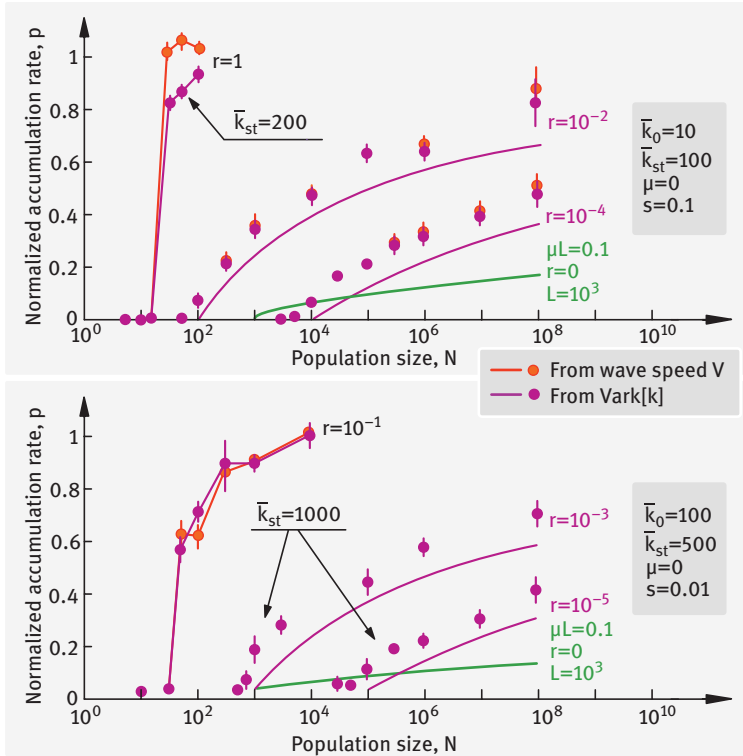 Normalized accumulation rate, p
1
0.8
0.6
0.4
0.2
0
r=1
k̅st=200
r=10⁻²
r=10⁻⁴
μL=0.1
r=0
L=10³
k̅0=10
k̅st=100
μ=0
s=0.1
10⁰ 10² 10⁴ 10⁶ 10⁸ 10¹⁰
Population size, N
From wave speed V
From Vark[k]
Normalized accumulation rate, p
1
0.8
0.6
0.4
0.2
0
r=10⁻¹
k̅st=1000
r=10⁻³
r=10⁻⁵
μL=0.1
r=0
L=10³
k̅0=100
k̅st=500
μ=0
s=0.01
10⁰ 10² 10⁴ 10⁶ 10⁸ 10¹⁰
Population size, N